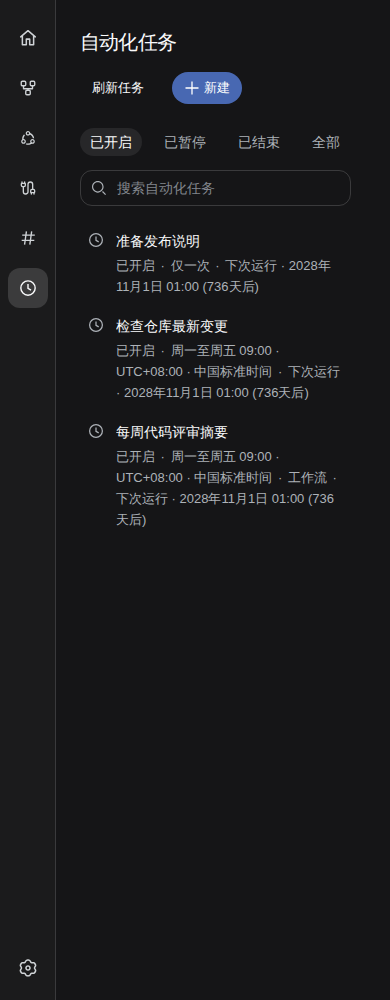 自动化任务
刷新任务
新建
已开启 已暂停 已结束 全部
搜索自动化任务
准备发布说明
已开启 · 仅一次 · 下次运行 · 2028年
11月1日 01:00 (736天后)
检查仓库最新变更
已开启 · 周一至周五 09:00 ·
UTC+08:00 · 中国标准时间 · 下次运行
· 2028年11月1日 01:00 (736天后)
每周代码评审摘要
已开启 · 周一至周五 09:00 ·
UTC+08:00 · 中国标准时间 · 工作流 ·
下次运行 · 2028年11月1日 01:00 (736
天后)